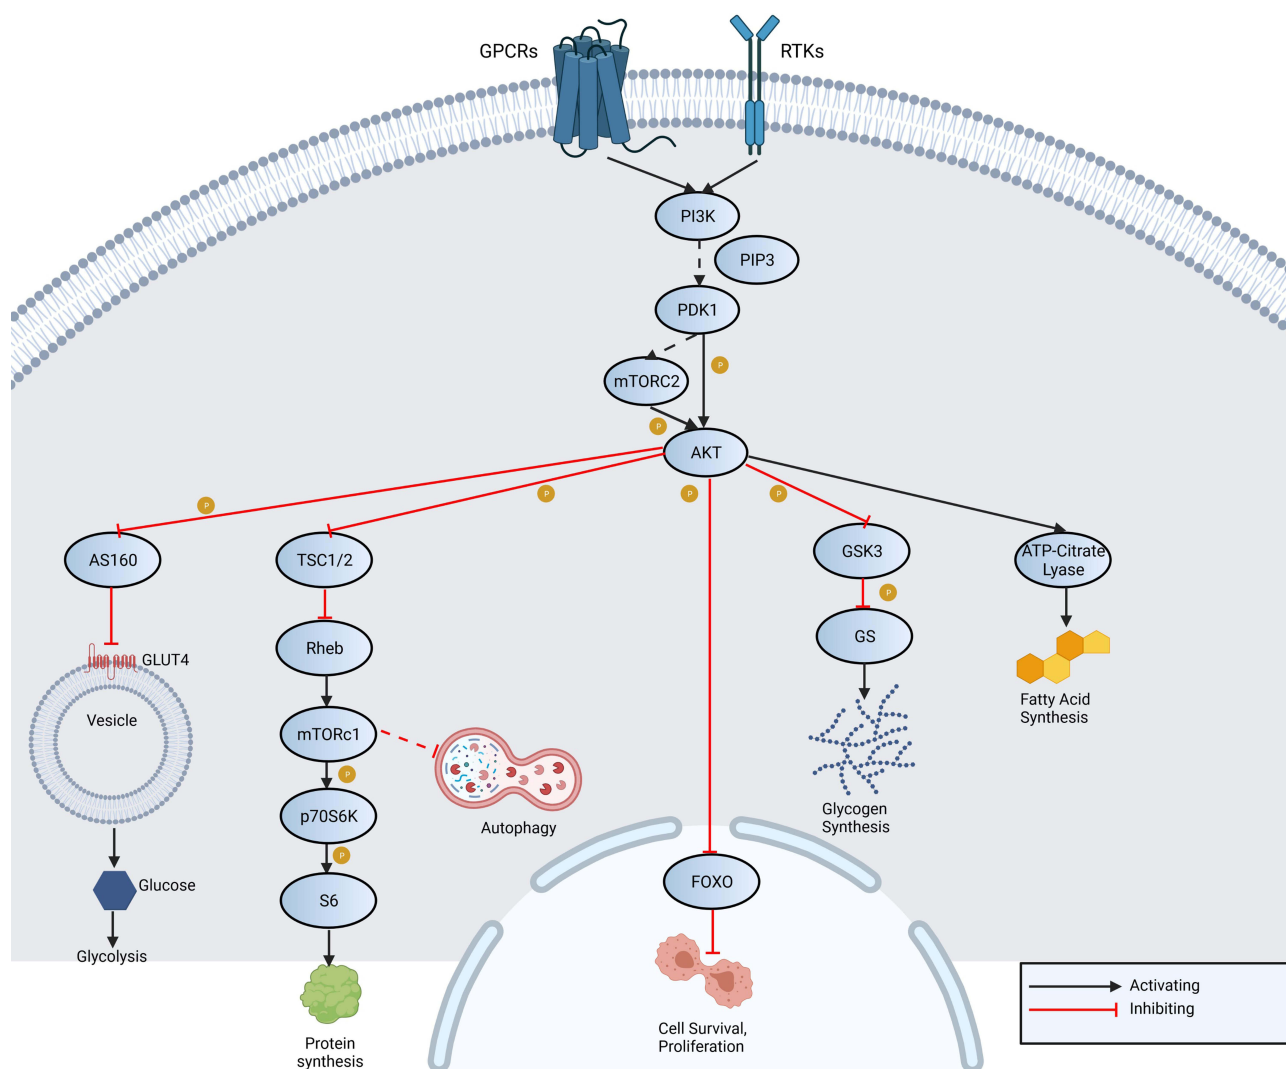 GPCRs
RTKs
PI3K
PIP3
PDK1
P
mTORC2
P
AKT
P
P
P
P
AS160
TSC1/2
GSK3
ATP-Citrate
Lyase
P
Rheb
GS
GLUT4
Vesicle
mTORc1
Fatty Acid
Synthesis
P
p70S6K
Autophagy
Glycogen
Synthesis
P
Glucose
S6
FOXO
Glycolysis
Protein
synthesis
Cell Survival,
Proliferation
Activating
Inhibiting